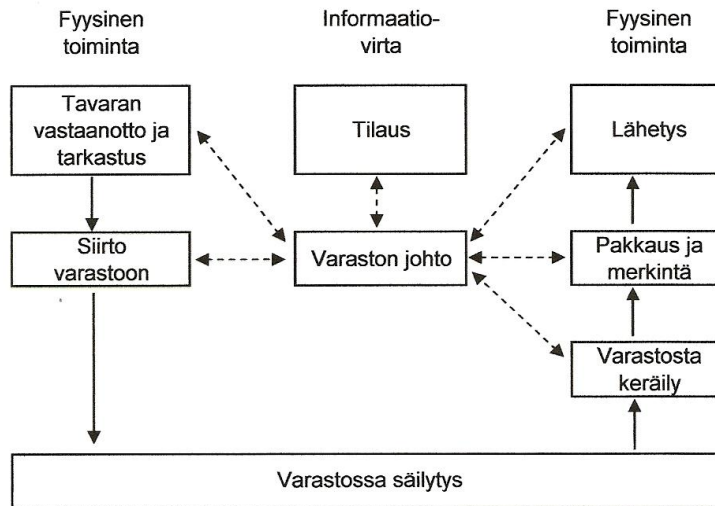 Fyysinen
toiminta
Informaatio-
virta
Fyysinen
toiminta
Tavaran
vastaanotto ja
tarkastus
Tilaus
Lähetys
Siirto
varastoon
Varaston johto
Pakkaus ja
merkintä
Varastosta
keräily
Varastossa säilytys